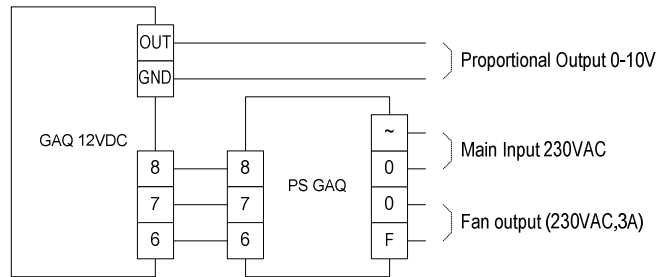 OUT
GND
Proportional Output 0-10V
GAQ 12VDC
8
7
6
8
7
6
PS GAQ
~
0
0
F
Main Input 230VAC
Fan output (230VAC,3A)